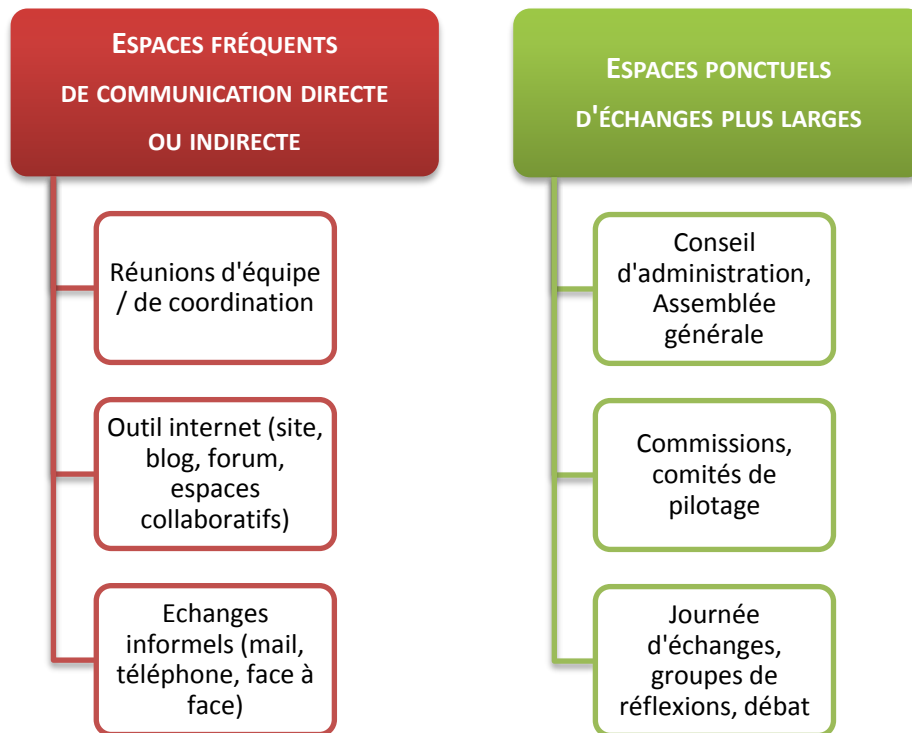 ESPACES FRÉQUENTS
DE COMMUNICATION DIRECTE
OU INDIRECTE
Réunions d'équipe
/ de coordination
Outil internet (site,
blog, forum,
espaces
collaboratifs)
Echanges
informels (mail,
téléphone, face à
face)
ESPACES PONCTUELS
D'ÉCHANGES PLUS LARGES
Conseil
d'administration,
Assemblée
générale
Commissions,
comités de
pilotage
Journée
d'échanges,
groupes de
réflexions, débat